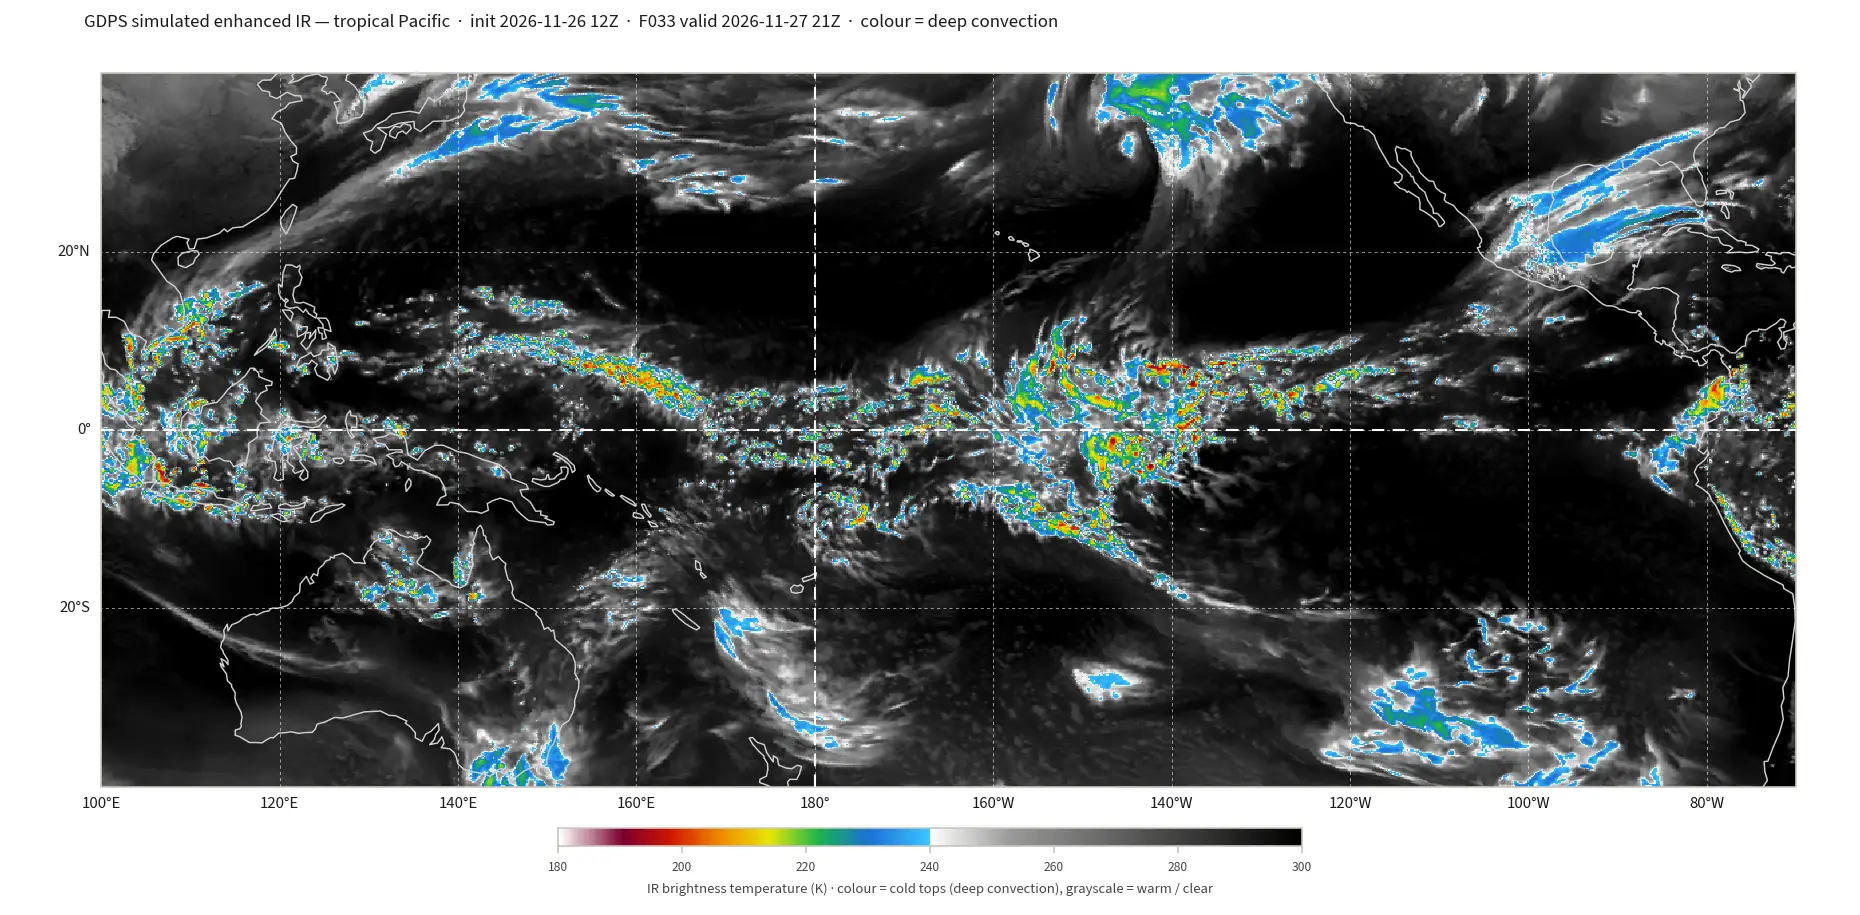 GDPS simulated enhanced IR — tropical Pacific · init 2026-11-26 12Z · F033 valid 2026-11-27 21Z · colour = deep convection
20°N
0°
20°S
100°E 120°E 140°E 160°E 180° 160°W 140°W 120°W 100°W 80°W
180 200 220 240 260 280 300
IR brightness temperature (K) · colour = cold tops (deep convection), grayscale = warm / clear